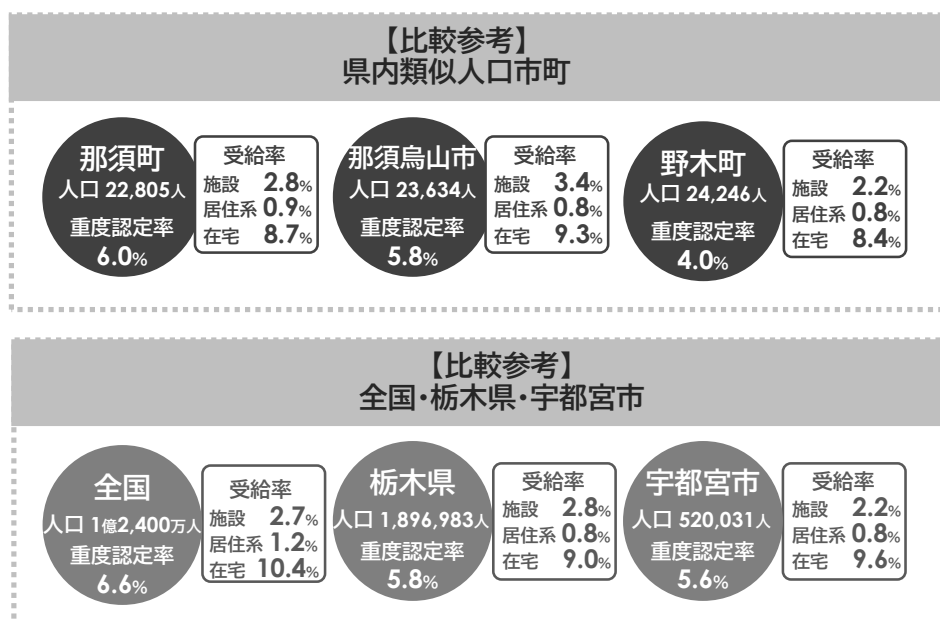 【比較参考】
県内類似人口市町
那須町
人口 22,805人
重度認定率
6.0%
受給率
施設 2.8%
居住系 0.9%
在宅 8.7%
那須烏山市
人口 23,634人
重度認定率
5.8%
受給率
施設 3.4%
居住系 0.8%
在宅 9.3%
野木町
人口 24,246人
重度認定率
4.0%
受給率
施設 2.2%
居住系 0.8%
在宅 8.4%
【比較参考】
全国･栃木県･宇都宮市
全国
人口 1億2,400万人
重度認定率
6.6%
受給率
施設 2.7%
居住系 1.2%
在宅 10.4%
栃木県
人口 1,896,983人
重度認定率
5.8%
受給率
施設 2.8%
居住系 0.8%
在宅 9.0%
宇都宮市
人口 520,031人
重度認定率
5.6%
受給率
施設 2.2%
居住系 0.8%
在宅 9.6%